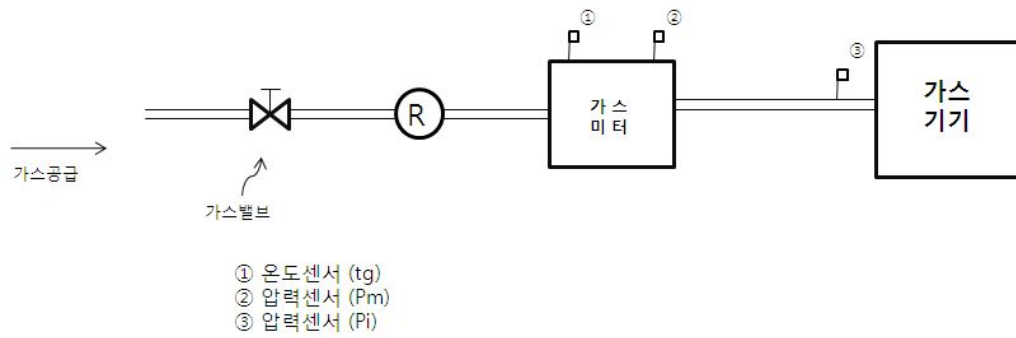 ① ②
③
R
가 스
미 터
가스
기기
가스공급
가스밸브
① 온도센서 (tg)
② 압력센서 (Pm)
③ 압력센서 (Pi)